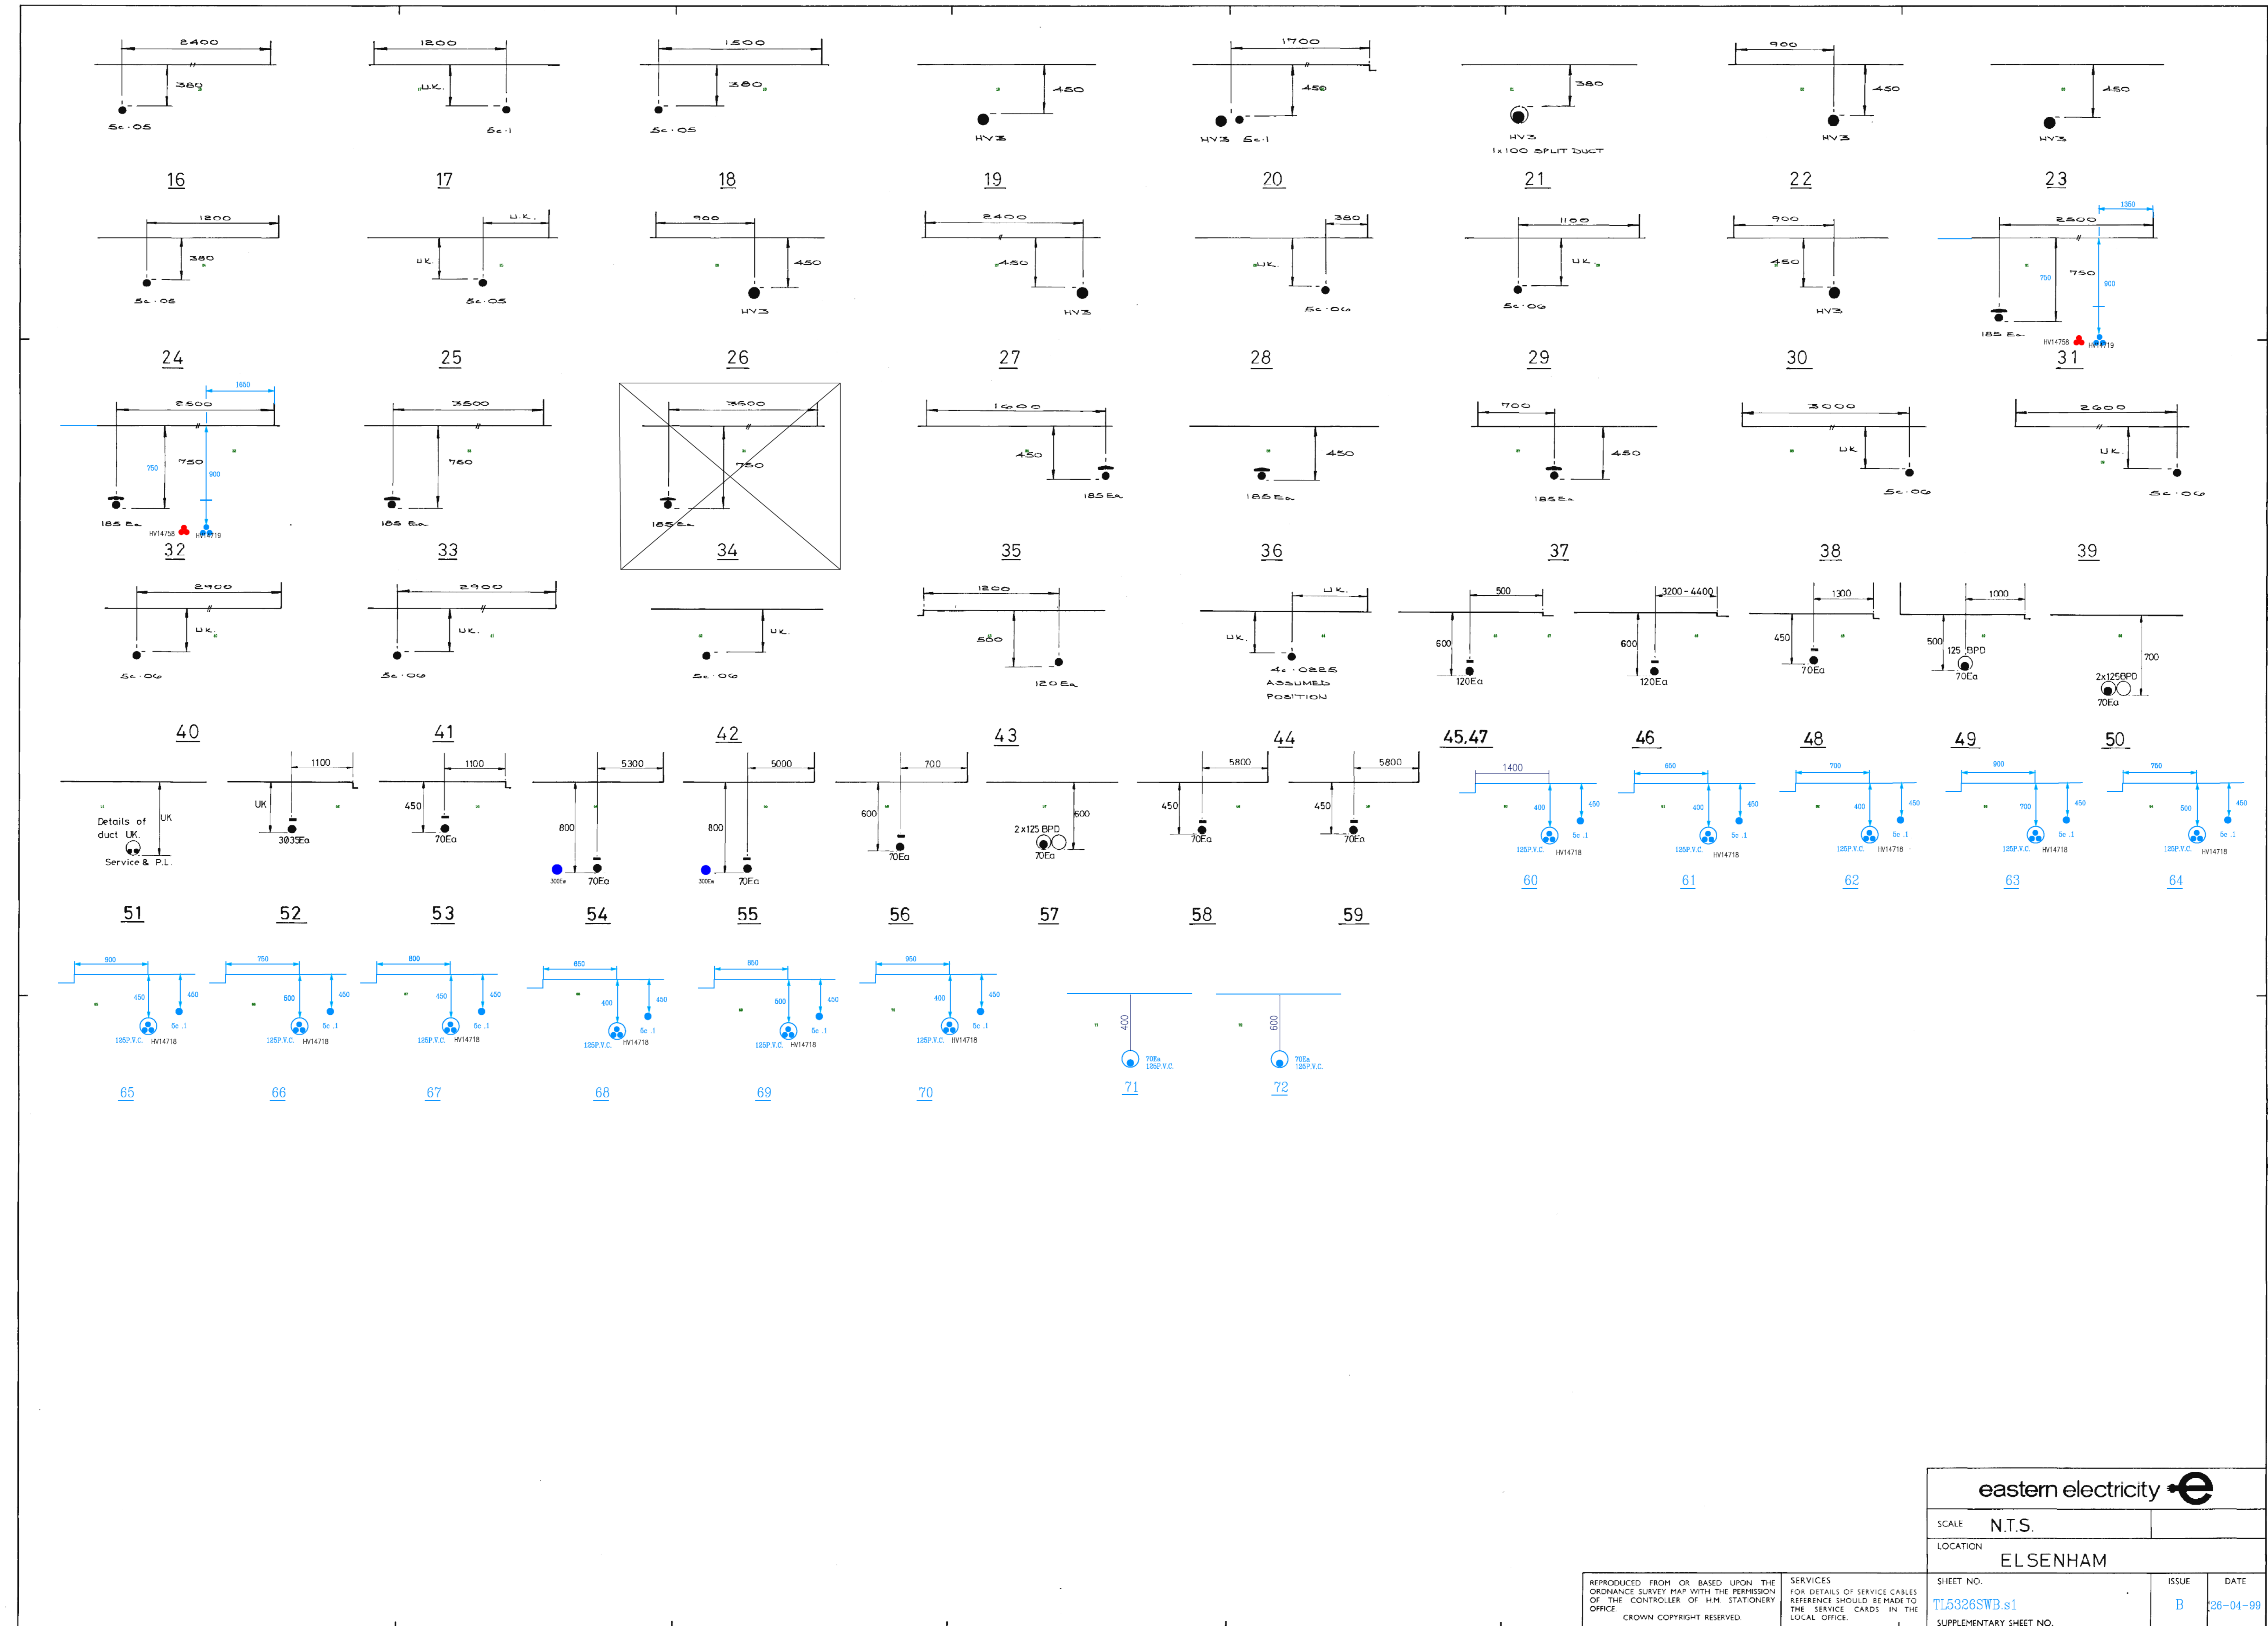 2400
380
5c .05
16
1200
U.K.
5c .1
17
1500
380
5c .05
18
450
HV3
19
1700
450
HV3 5c .1
20
380
HV3
1x100 SPLIT DUCT
21
900
450
HV3
22
450
HV3
23
1200
380
5c .06
24
U.K.
UK.
5c .05
25
900
450
HV3
26
2400
450
HV3
27
380
UK.
5c .06
28
1100
UK.
5c .06
29
900
450
HV3
30
1350
2500
750 750
900
185 Ea
HV14758 HV14719
31
1650
2500
750 750
900
185 Ea
HV14758 HV14719
32
3500
750
185 Ea
33
3500
750
185 Ea
34
1600
450
185 Ea
35
450
185 Ea
36
700
450
185 Ea
37
3000
UK
5c .06
38
2600
UK
5c .06
39
2900
UK.
5c .06
40
2900
UK.
5c .06
41
UK.
5c .06
42
1200
500
120 Ea
43
UK.
UK.
4c .0225
ASSUMED
POSITION
44
500
600
120Ea
45,47
3200-4400
600
120Ea
46
1300
450
70Ea
48
1000
500
125 BPD
70Ea
49
700
2x125BPD
70Ea
50
UK
Details of
duct UK.
Service & P.L.
51
1100
UK
3035Ea
52
1100
450
70Ea
53
5300
800
300Ew 70Ea
54
5000
800
300Ew 70Ea
55
700
600
70Ea
56
600
2x125 BPD
70Ea
57
5800
450
70Ea
58
5800
450
70Ea
59
1400
400 450
5c .1
125P.V.C. HV14718
60
650
400 450
5c .1
125P.V.C. HV14718
61
700
400 450
5c .1
125P.V.C. HV14718
62
900
700 450
5c .1
125P.V.C. HV14718
63
750
500 450
5c .1
125P.V.C. HV14718
64
900
450 450
5c .1
125P.V.C. HV14718
65
750
500 450
5c .1
125P.V.C. HV14718
66
800
450 450
5c .1
125P.V.C. HV14718
67
650
400 450
5c .1
125P.V.C. HV14718
68
850
600 450
5c .1
125P.V.C. HV14718
69
950
400 450
5c .1
125P.V.C. HV14718
70
400
70Ea
125P.V.C.
71
600
70Ea
125P.V.C.
72
eastern electricity e
SCALE N.T.S.
LOCATION
ELSENHAM
REPRODUCED FROM OR BASED UPON THE
ORDNANCE SURVEY MAP WITH THE PERMISSION
OF THE CONTROLLER OF H.M STATIONERY
OFFICE.
CROWN COPYRIGHT RESERVED.
SERVICES
FOR DETAILS OF SERVICE CABLES
REFERENCE SHOULD BE MADE TO
THE SERVICE CARDS IN THE
LOCAL OFFICE.
SHEET NO.
TL5326SWB.s1
ISSUE
B
DATE
26-04-99
SUPPLEMENTARY SHEET NO.